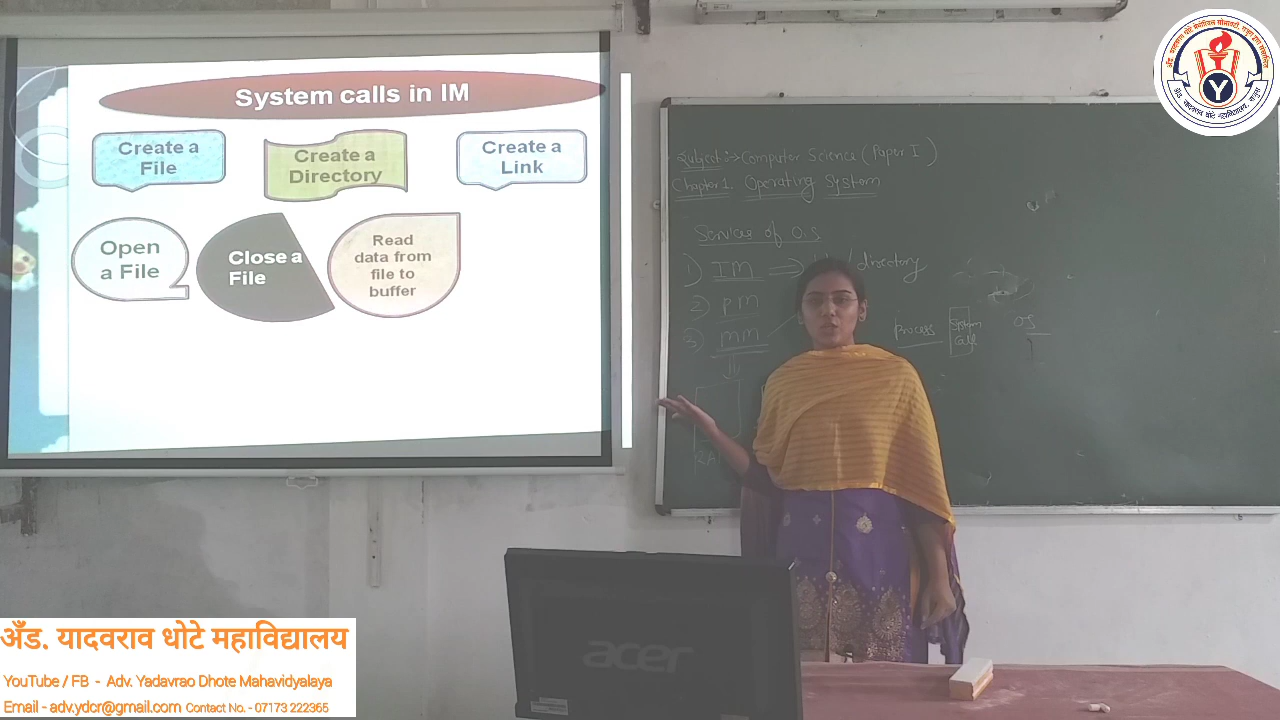 System calls in IM
Create a
File
Create a
Directory
Create a
Link
Open
a File
Close a
File
Read
data from
file to
buffer
Subject :-> Computer Science (Paper I)
Chapter 1. Operating System
Services of O.S
1) IM => directory
2) PM
3) MM
Process
System
Call
OS
acer
Y
अँड. यादवराव धोटे महाविद्यालय
YouTube / FB - Adv. Yadavrao Dhote Mahavidyalaya
Email - adv.ydcr@gmail.com Contact No. - 07173 222365